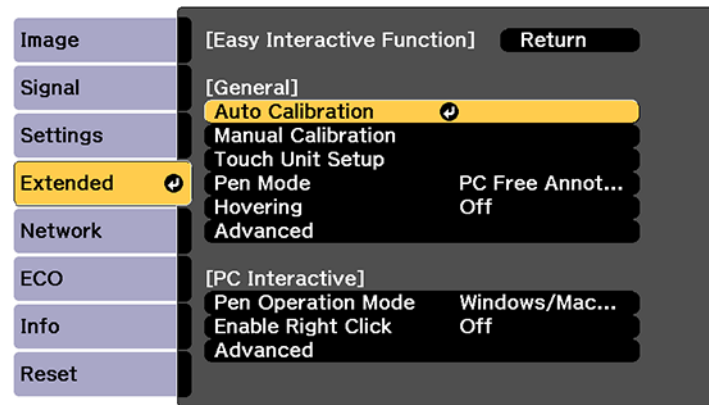 Image
Signal
Settings
Extended
Network
ECO
Info
Reset
[Easy Interactive Function] Return
[General]
Auto Calibration
Manual Calibration
Touch Unit Setup
Pen Mode PC Free Annot...
Hovering Off
Advanced
[PC Interactive]
Pen Operation Mode Windows/Mac...
Enable Right Click Off
Advanced